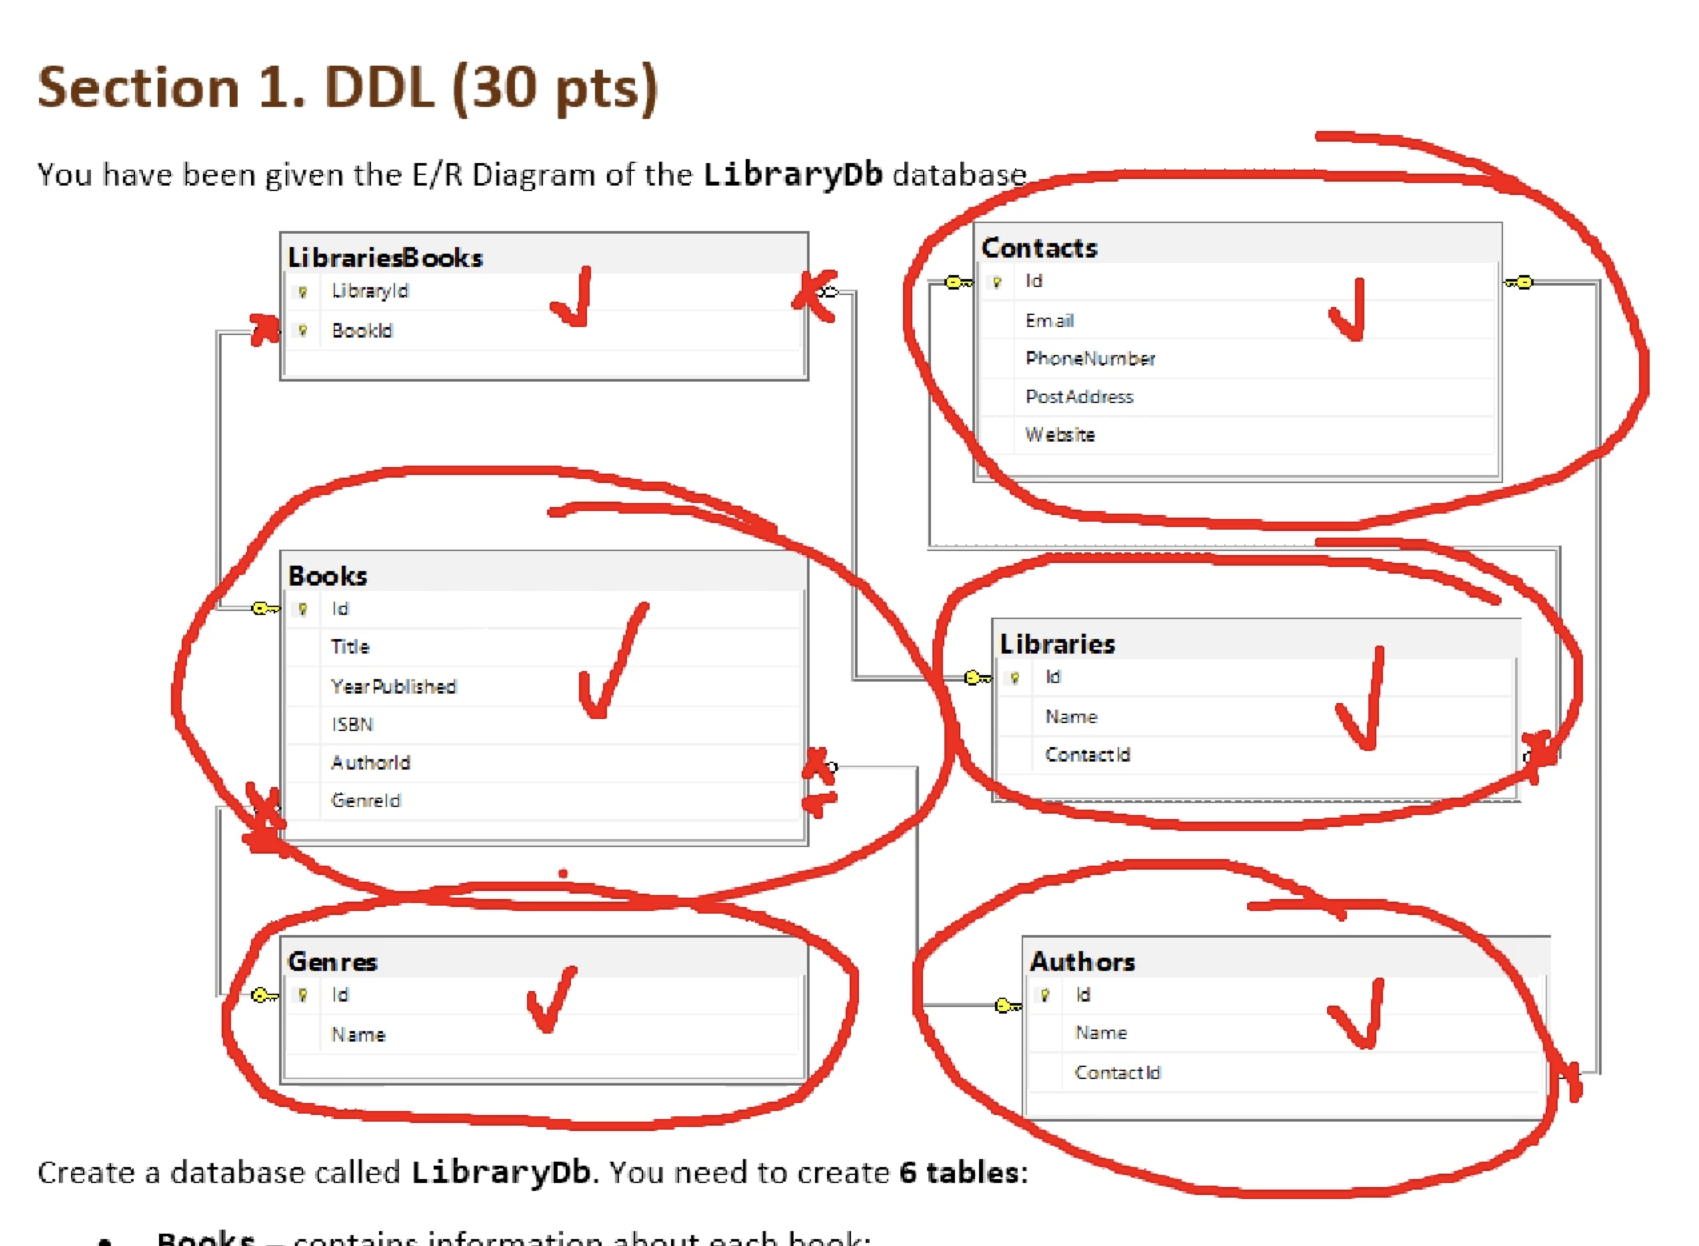 Section 1. DDL (30 pts)
You have been given the E/R Diagram of the LibraryDb database
LibrariesBooks
LibraryId
BookId
Contacts
Id
Email
PhoneNumber
PostAddress
Website
Books
Id
Title
YearPublished
ISBN
AuthorId
GenreId
Libraries
Id
Name
ContactId
Genres
Id
Name
Authors
Id
Name
ContactId
Create a database called LibraryDb. You need to create 6 tables:
• Books – contains information about each book: